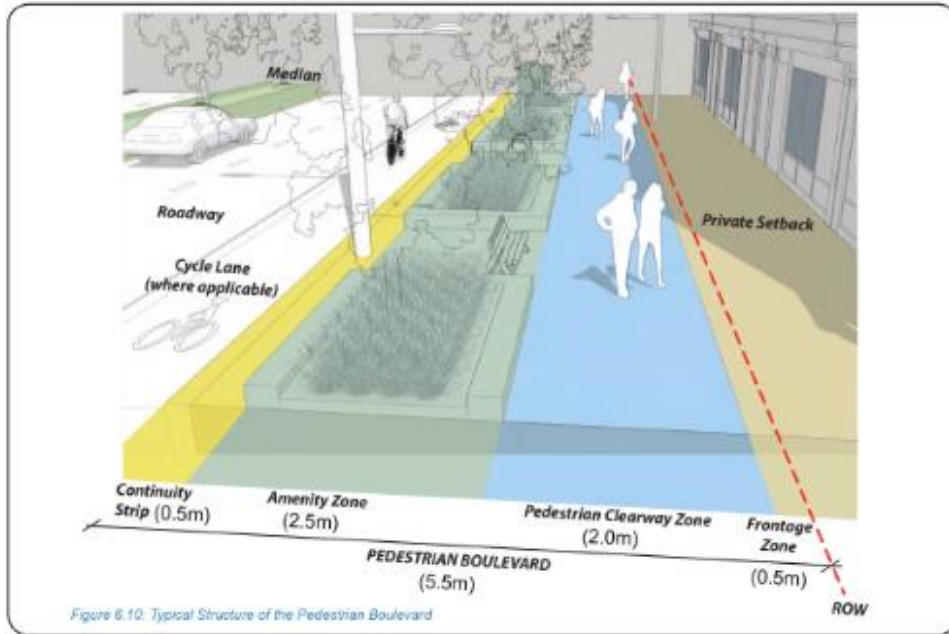 Median
Roadway
Cycle Lane
(where applicable)
Private Setback
Continuity
Strip (0.5m)
Amenity Zone
(2.5m)
Pedestrian Clearway Zone
(2.0m)
Frontage
Zone
(0.5m)
PEDESTRIAN BOULEVARD
(5.5m)
ROW
Figure 6.10: Typical Structure of the Pedestrian Boulevard